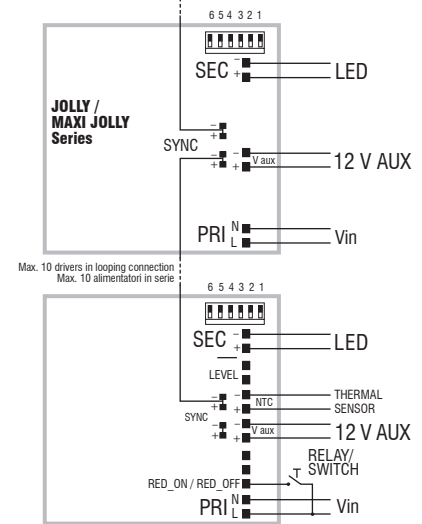 6 5 4 3 2 1
SEC - +
LED
JOLLY /
MAXI JOLLY
Series
SYNC
- +
- +
- +
V aux
12 V AUX
PRI N L
Vin
Max. 10 drivers in looping connection
Max. 10 alimentatori in serie
6 5 4 3 2 1
SEC - +
LED
LEVEL
- +
NTC
THERMAL
SENSOR
SYNC
- +
- +
- +
V aux
12 V AUX
RELAY/
SWITCH
RED_ON / RED_OFF
PRI N L
Vin